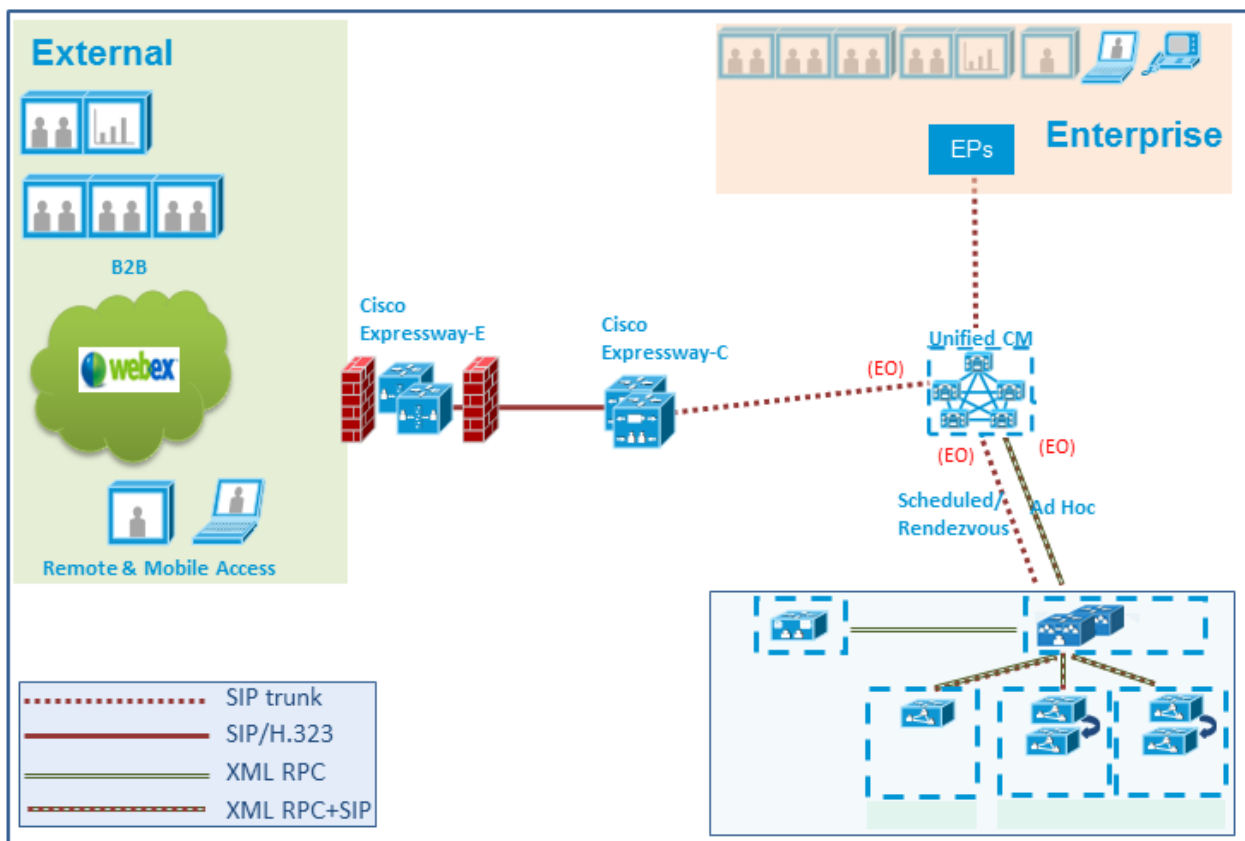 External
B2B
webex
Remote & Mobile Access
Enterprise
EPs
Cisco
Expressway-E
Cisco
Expressway-C
Unified CM
(EO)
(EO)
(EO)
Scheduled/
Rendezvous
Ad Hoc
SIP trunk
SIP/H.323
XML RPC
XML RPC+SIP